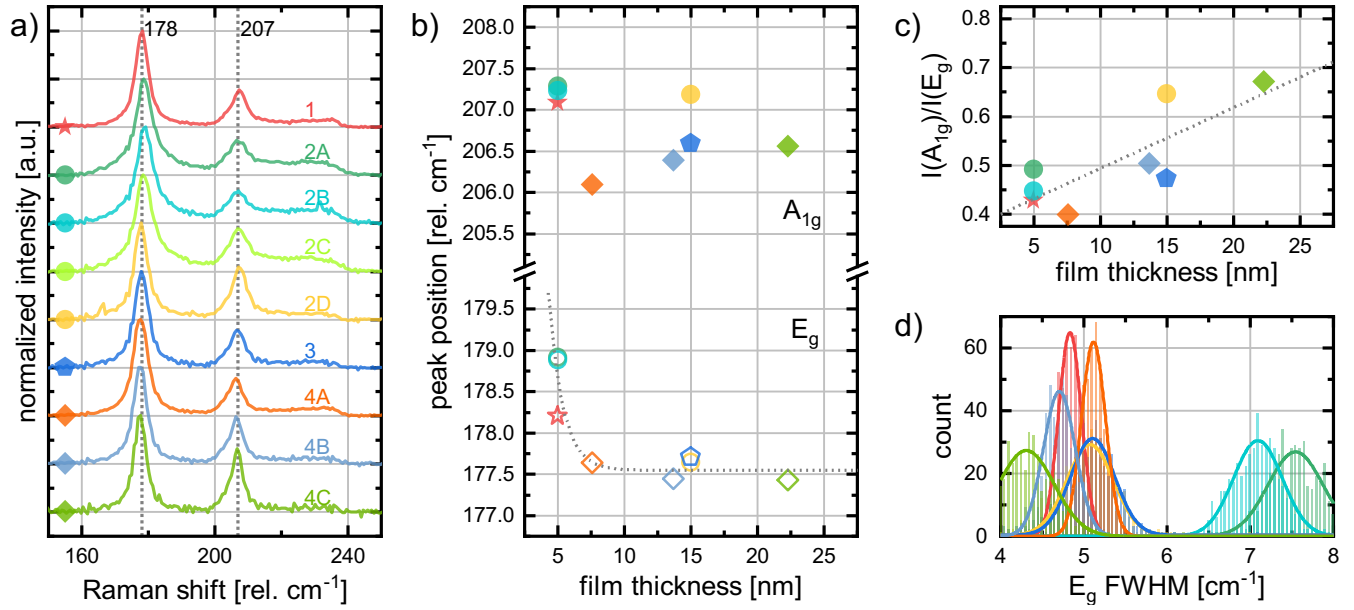 a)
178
207
1
2A
2B
2C
2D
3
4A
4B
4C
normalized intensity [a.u.]
160
200
240
Raman shift [rel. cm⁻¹]
b)
208.0
207.5
207.0
206.5
206.0
205.5
179.5
179.0
178.5
178.0
177.5
177.0
peak position [rel. cm⁻¹]
A₁g
Eg
5
10
15
20
25
film thickness [nm]
c)
0.8
0.7
0.6
0.5
0.4
I(A₁g)/I(Eg)
5
10
15
20
25
film thickness [nm]
d)
60
40
20
0
count
4
5
6
7
8
Eg FWHM [cm⁻¹]